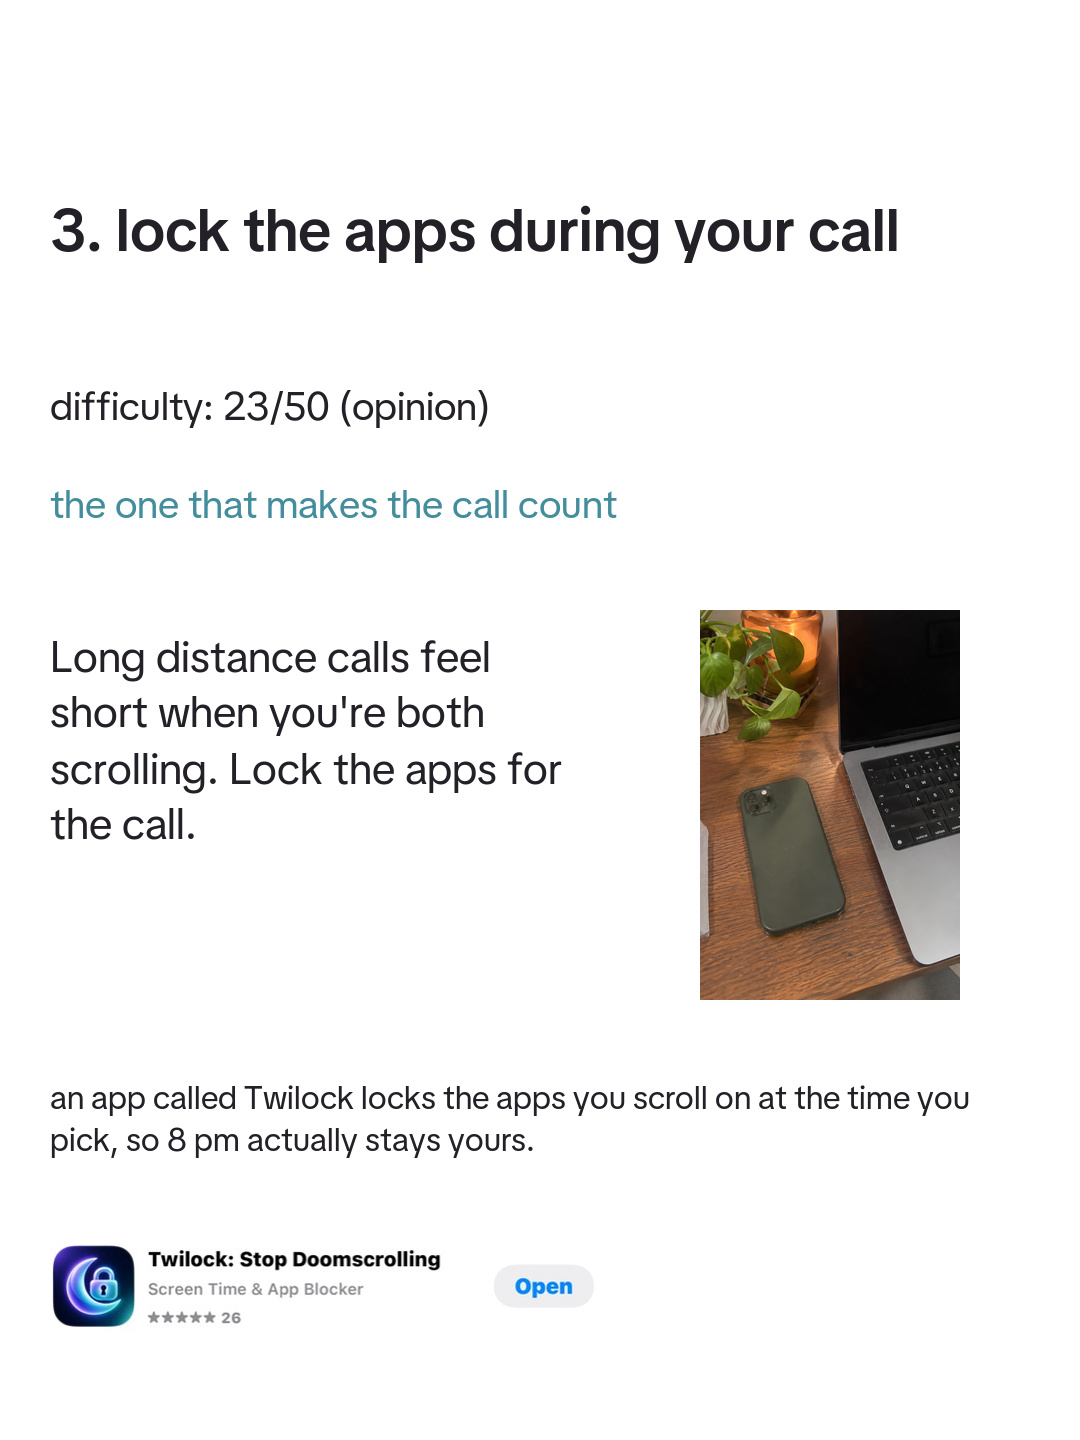 3. lock the apps during your call
difficulty: 23/50 (opinion)
the one that makes the call count
Long distance calls feel
short when you're both
scrolling. Lock the apps for
the call.
an app called Twilock locks the apps you scroll on at the time you
pick, so 8 pm actually stays yours.
Twilock: Stop Doomscrolling
Screen Time & App Blocker
★★★★★ 26
Open